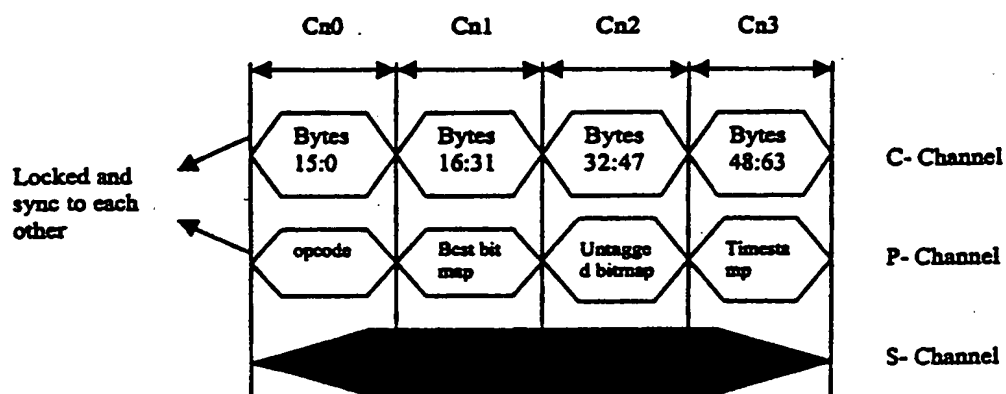 Cn0 Cn1 Cn2 Cn3
Bytes
15:0
Bytes
16:31
Bytes
32:47
Bytes
48:63
C- Channel
Locked and
sync to each
other
opcode
Best bit
map
Untagge
d bitmap
Timesta
mp
P- Channel
S- Channel